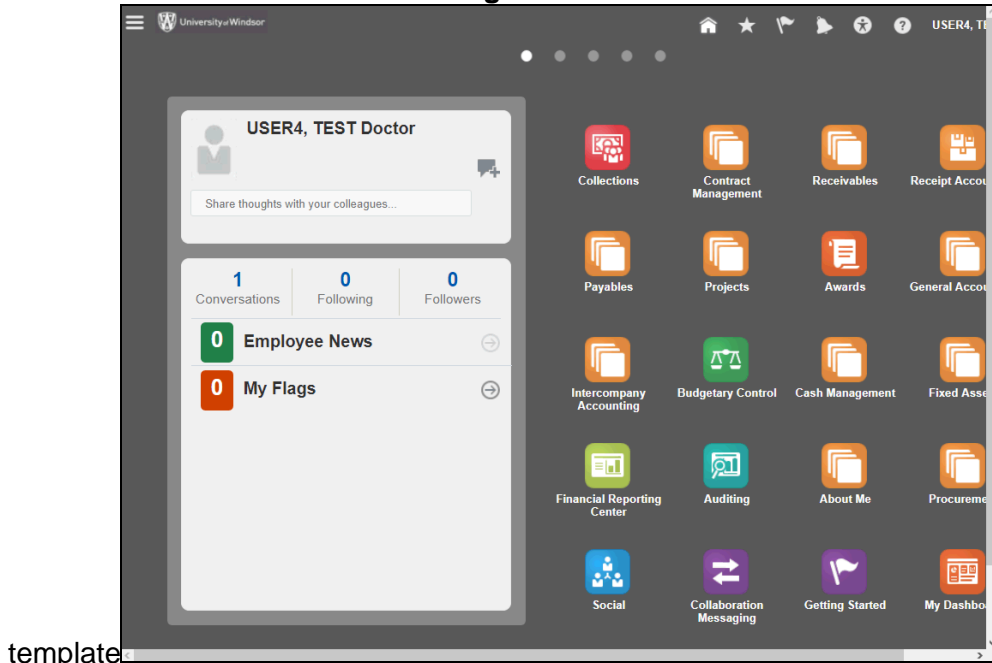 University of Windsor
USER4, TE
USER4, TEST Doctor
Share thoughts with your colleagues...
1 0 0
Conversations Following Followers
0 Employee News
0 My Flags
Collections Contract Management Receivables Receipt Accou
Payables Projects Awards General Accou
Intercompany Accounting Budgetary Control Cash Management Fixed Asse
Financial Reporting Center Auditing About Me Procureme
Social Collaboration Messaging Getting Started My Dashbo
template